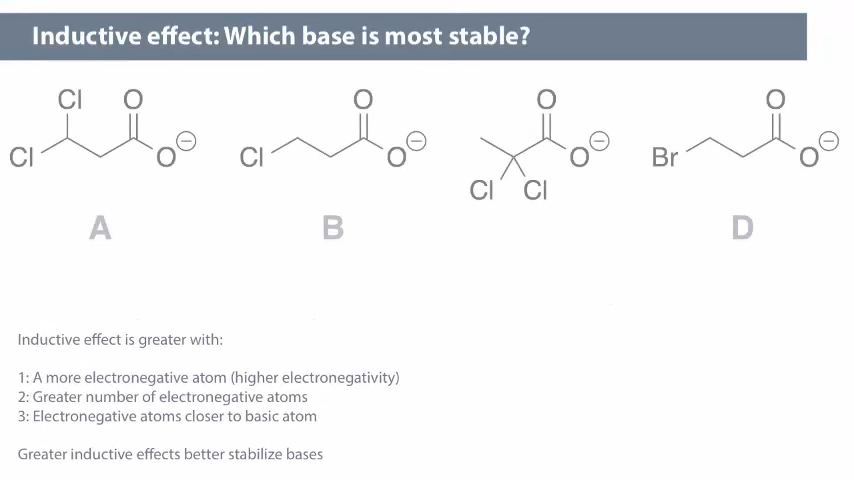 Inductive effect: Which base is most stable?
Cl O Cl O⊖
O Cl O⊖
O O⊖ Cl Cl
O Br O⊖
A B D
Inductive effect is greater with:
1: A more electronegative atom (higher electronegativity)
2: Greater number of electronegative atoms
3: Electronegative atoms closer to basic atom
Greater inductive effects better stabilize bases